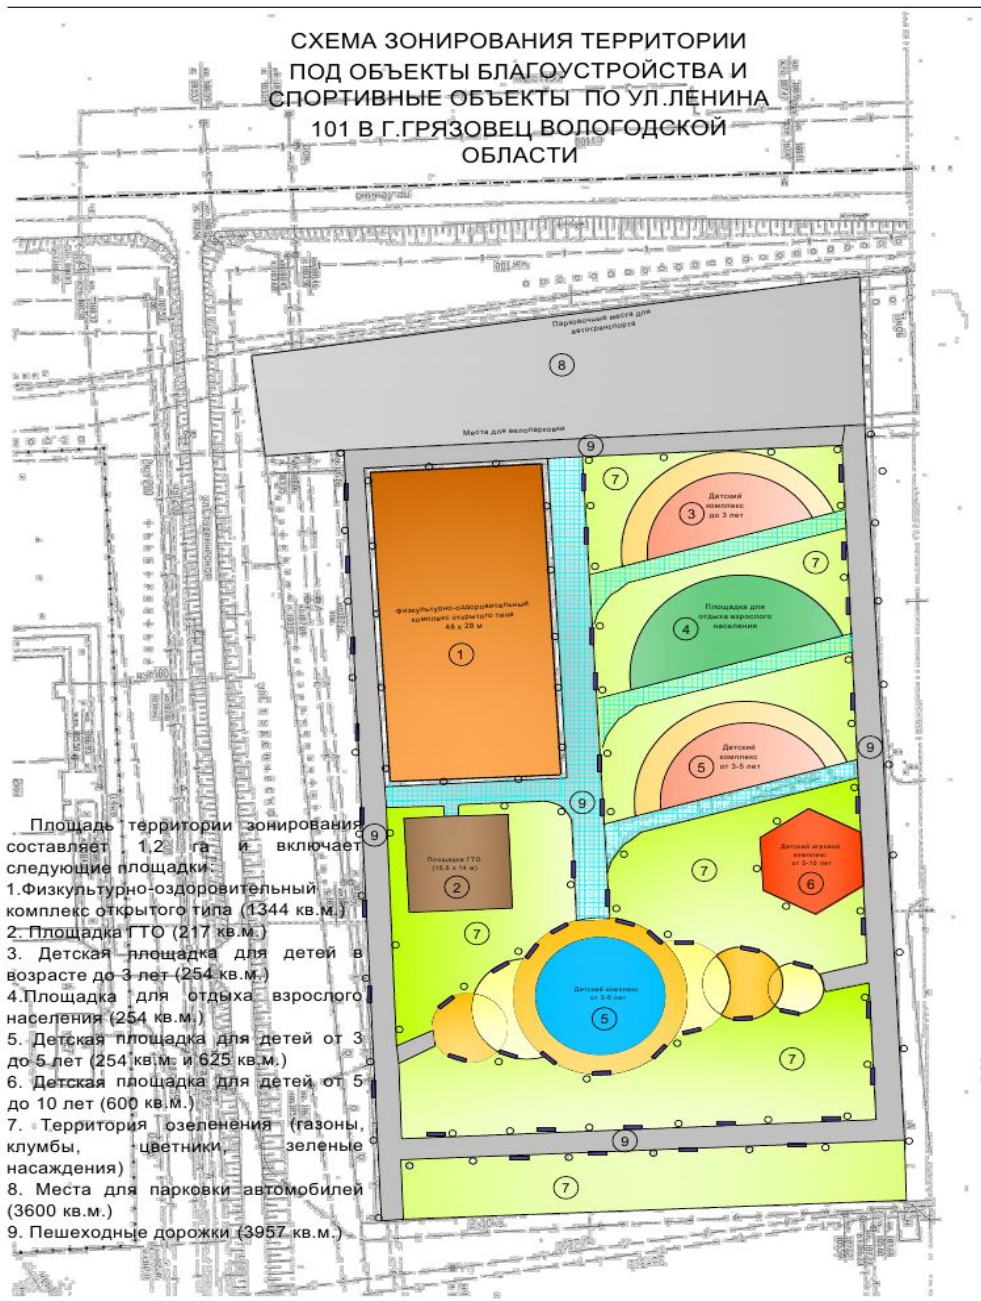 СХЕМА ЗОНИРОВАНИЯ ТЕРРИТОРИИ
ПОД ОБЪЕКТЫ БЛАГОУСТРОЙСТВА И
СПОРТИВНЫЕ ОБЪЕКТЫ ПО УЛ.ЛЕНИНА
101 В Г.ГРЯЗОВЕЦ ВОЛОГОДСКОЙ
ОБЛАСТИ
Парковочные места для
автотранспорта
8
Места для велопарковки
9
7
Детский
комплекс
до 3 лет
3
7
физкультурно-оздоровительный
комплекс открытого типа
48 х 28 м
1
Площадка для
отдыха взрослого
населения
4
Детский
комплекс
от 3-5 лет
5
9
9
9
Площадка ГТО
(15,5 х 14 м)
2
7
7
Детский игровой
комплекс
от 5-10 лет
6
Детский комплекс
от 3-5 лет
5
7
9
7
Площадь территории зонирования
составляет 1,2 га и включает
следующие площадки:
1.Физкультурно-оздоровительный
комплекс открытого типа (1344 кв.м.)
2. Площадка ГТО (217 кв.м.)
3. Детская площадка для детей в
возрасте до 3 лет (254 кв.м.)
4.Площадка для отдыха взрослого
населения (254 кв.м.)
5. Детская площадка для детей от 3
до 5 лет (254 кв.м. и 625 кв.м.)
6. Детская площадка для детей от 5
до 10 лет (600 кв.м.)
7. Территория озеленения (газоны,
клумбы, цветники, зеленые
насаждения)
8. Места для парковки автомобилей
(3600 кв.м.)
9. Пешеходные дорожки (3957 кв.м.)